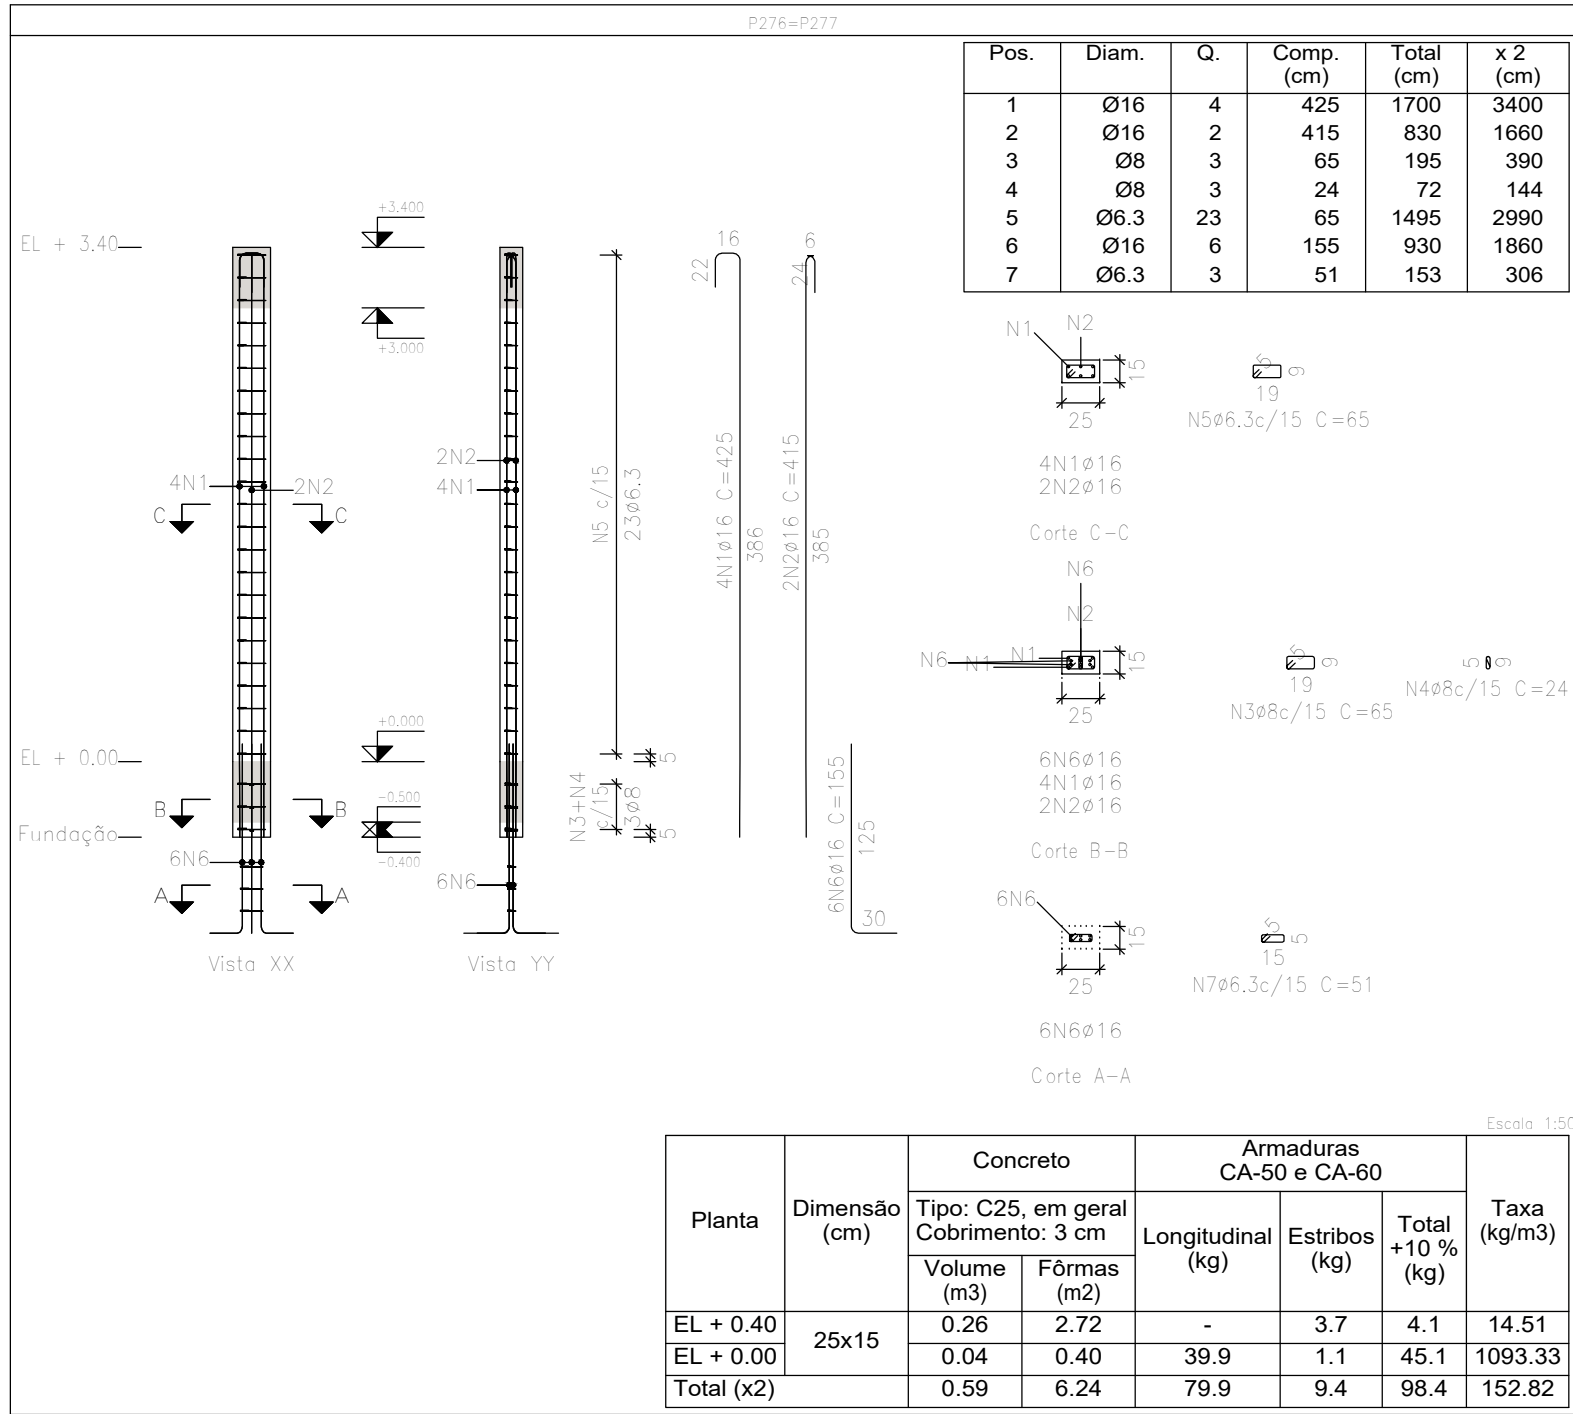 P276=P277
Pos. Diam. Q. Comp. (cm) Total (cm) x 2 (cm)
1 Ø16 4 425 1700 3400
2 Ø16 2 415 830 1660
3 Ø8 3 65 195 390
4 Ø8 3 24 72 144
5 Ø6.3 23 65 1495 2990
6 Ø16 6 155 930 1860
7 Ø6.3 3 51 153 306
EL + 3.40
+3.400
+3.000
4N1
2N2
C
C
EL + 0.00
+0.000
B
B
-0.500
Fundação
-0.400
6N6
A
A
Vista XX
2N2
4N1
6N6
Vista YY
N5 c/15
23ø6.3
5
N3+N4
c/15
3ø8
5
16
22
4N1ø16 C=425
386
6
24
2N2ø16 C=415
385
6N6ø16 C=155
125
30
N1
N2
15
25
4N1ø16
2N2ø16
Corte C-C
5
9
19
N5ø6.3c/15 C=65
N6
N2
N6
N1
N1
15
25
6N6ø16
4N1ø16
2N2ø16
Corte B-B
5
9
19
N3ø8c/15 C=65
5
9
N4ø8c/15 C=24
6N6
15
25
6N6ø16
Corte A-A
5
5
15
N7ø6.3c/15 C=51
Escala 1:50
Planta
Dimensão (cm)
Concreto
Armaduras
CA-50 e CA-60
Taxa (kg/m3)
Tipo: C25, em geral
Cobrimento: 3 cm
Longitudinal (kg)
Estribos (kg)
Total +10 % (kg)
Volume (m3)
Fôrmas (m2)
EL + 0.40 25x15 0.26 2.72 - 3.7 4.1 14.51
EL + 0.00 0.04 0.40 39.9 1.1 45.1 1093.33
Total (x2) 0.59 6.24 79.9 9.4 98.4 152.82